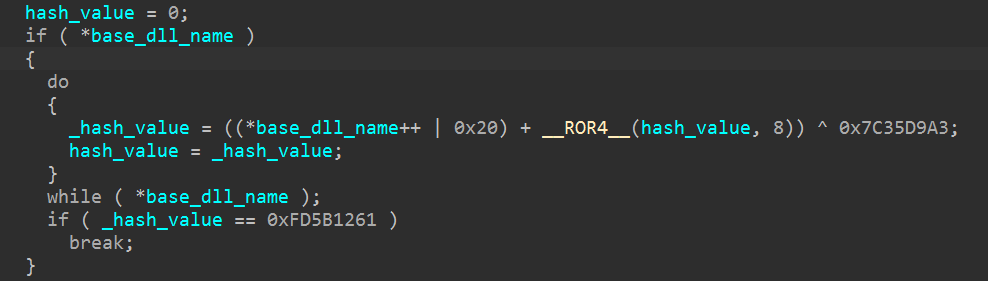 hash_value = 0;
if ( *base_dll_name )
{
do
{
_hash_value = ((*base_dll_name++ | 0x20) + __ROR4__(hash_value, 8)) ^ 0x7C35D9A3;
hash_value = _hash_value;
}
while ( *base_dll_name );
if ( _hash_value == 0xFD5B1261 )
break;
}